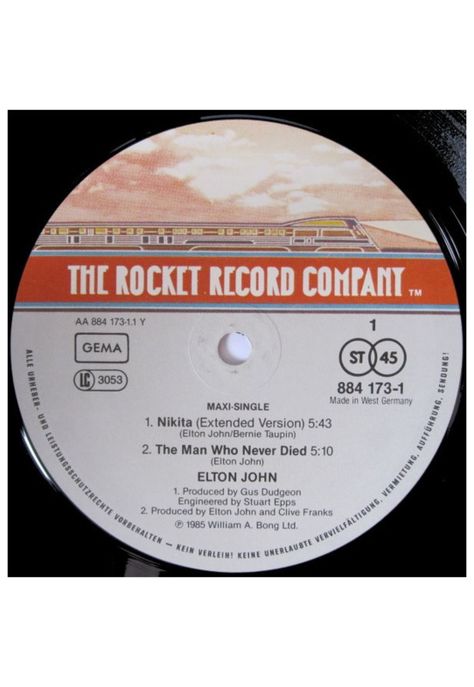 THE ROCKET RECORD COMPANY TM
AA 884 173-1.1 Y
1
GEMA
ST 45
LC 3053
884 173-1
Made in West Germany
MAXI-SINGLE
1. Nikita (Extended Version) 5:43
(Elton John/Bernie Taupin)
2. The Man Who Never Died 5:10
(Elton John)
ELTON JOHN
1. Produced by Gus Dudgeon
Engineered by Stuart Epps
2. Produced by Elton John and Clive Franks
℗ 1985 William A. Bong Ltd.
ALLE URHEBER- UND LEISTUNGSSCHUTZRECHTE VORBEHALTEN – KEIN VERLEIH! KEINE UNERLAUBTE VERVIELFÄLTIGUNG, VERMIETUNG, AUFFÜHRUNG, SENDUNG!